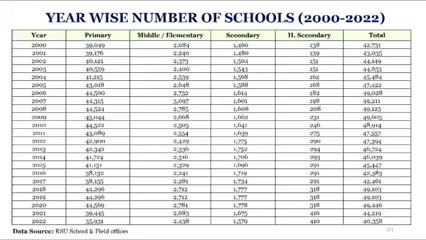 YEAR WISE NUMBER OF SCHOOLS (2000-2022)
Year Primary Middle / Elementary Secondary H. Secondary Total
2000 39,049 2,084 1,460 138 42,731
2001 39,176 2,240 1,480 139 43,035
2002 40,121 2,373 1,504 151 44,149
2003 40,559 2,400 1,543 151 44,653
2004 41,215 2,539 1,568 162 45,484
2005 43,018 2,648 1,588 168 47,422
2006 44,500 2,732 1,614 182 49,028
2007 44,315 3,097 1,601 198 49,211
2008 44,524 2,785 1,608 208 49,125
2009 45,044 2,668 1,662 231 49,605
2010 44,522 2,505 1,641 246 48,914
2011 43,089 2,554 1,639 275 47,557
2012 42,900 2,429 1,775 290 47,394
2013 42,342 2,336 1,752 294 46,724
2014 41,724 2,316 1,706 293 46,039
2015 41,131 2,329 1,696 291 45,447
2016 38,132 2,241 1,719 291 42,383
2017 38,155 2,281 1,734 291 42,461
2018 44,296 2,712 1,777 318 49,103
2019 44,296 2,712 1,777 318 49,103
2020 44,569 2,781 1,778 318 49,446
2021 39,445 2,683 1,675 416 44,219
2022 35,931 2,438 1,579 410 40,358
Data Source: RSU School & Field offices